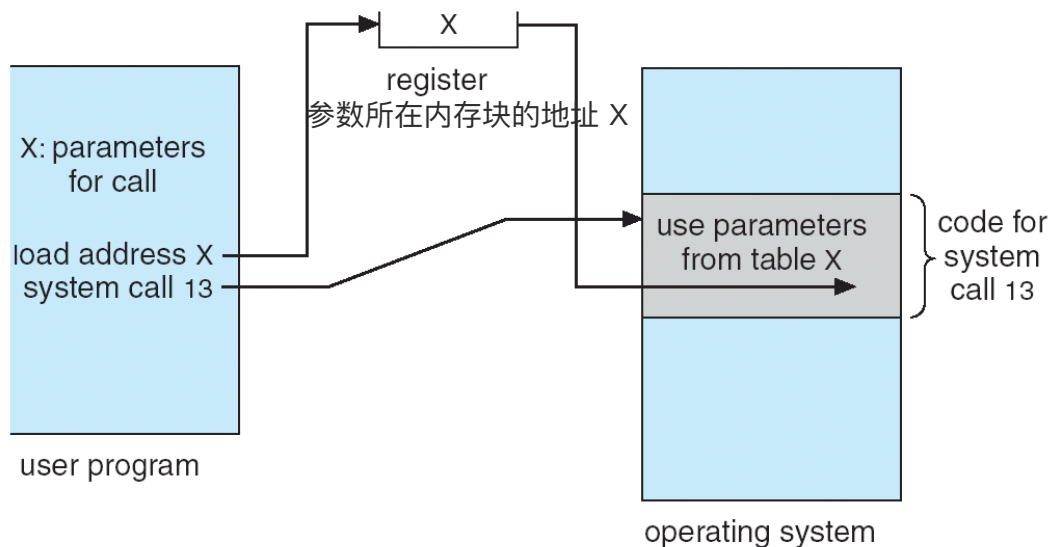 X
register
参数所在内存块的地址 X
X: parameters
for call
load address X
system call 13
user program
use parameters
from table X
code for
system
call 13
operating system